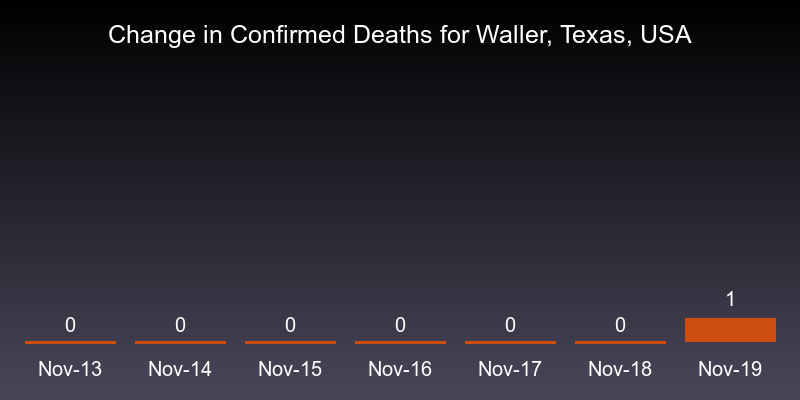 Change in Confirmed Deaths for Waller, Texas, USA
1
0 0 0 0 0 0
Nov-13 Nov-14 Nov-15 Nov-16 Nov-17 Nov-18 Nov-19